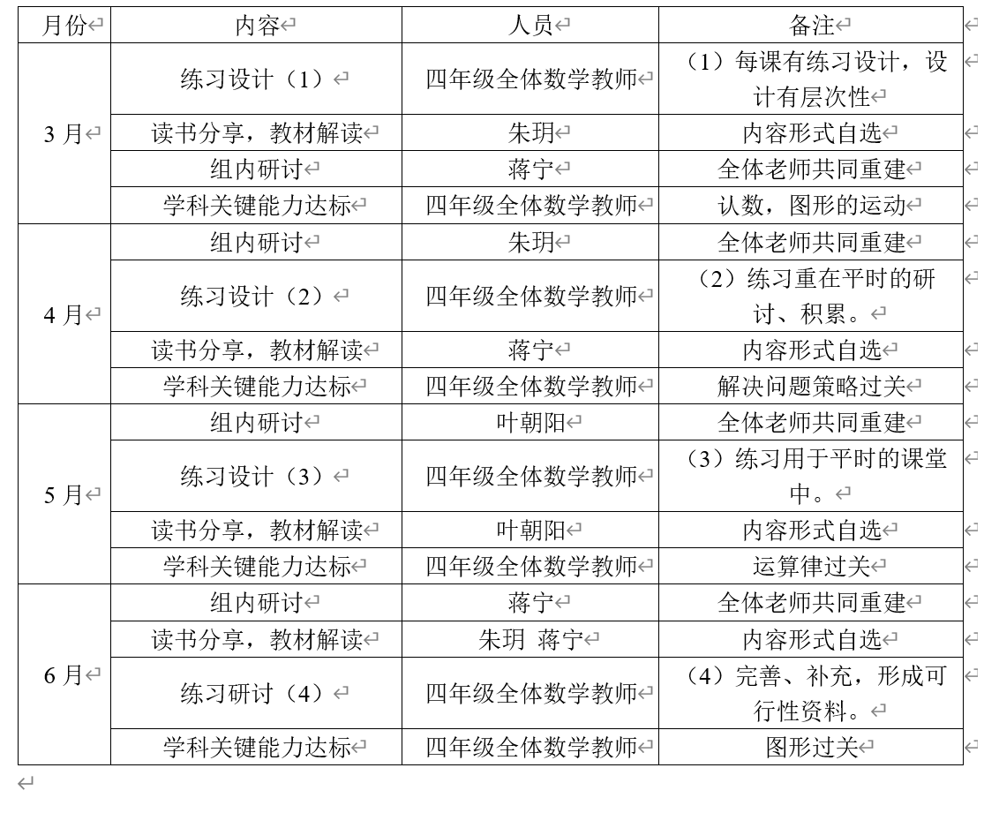 月份 内容 人员 备注
3 月
练习设计（1） 四年级全体数学教师 （1）每课有练习设计，设
计有层次性
读书分享，教材解读 朱玥 内容形式自选
组内研讨 蒋宁 全体老师共同重建
学科关键能力达标 四年级全体数学教师 认数，图形的运动
4 月
组内研讨 朱玥 全体老师共同重建
练习设计（2） 四年级全体数学教师 （2）练习重在平时的研
讨、积累。
读书分享，教材解读 蒋宁 内容形式自选
学科关键能力达标 四年级全体数学教师 解决问题策略过关
5 月
组内研讨 叶朝阳 全体老师共同重建
练习设计（3） 四年级全体数学教师 （3）练习用于平时的课堂
中。
读书分享，教材解读 叶朝阳 内容形式自选
学科关键能力达标 四年级全体数学教师 运算律过关
6 月
组内研讨 蒋宁 全体老师共同重建
读书分享，教材解读 朱玥 蒋宁 内容形式自选
练习研讨（4） 四年级全体数学教师 （4）完善、补充，形成可
行性资料。
学科关键能力达标 四年级全体数学教师 图形过关